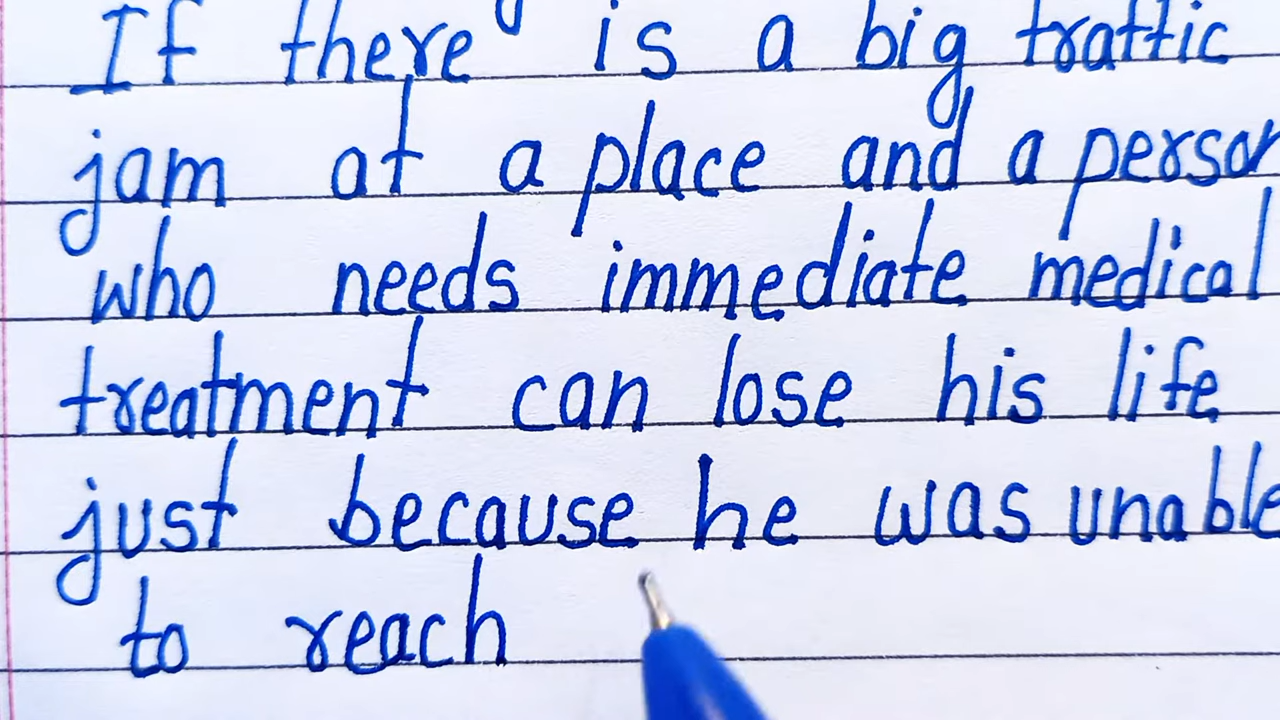 If there is a big traffic
jam at a place and a person
who needs immediate medical
treatment can lose his life
just because he was unable
to reach